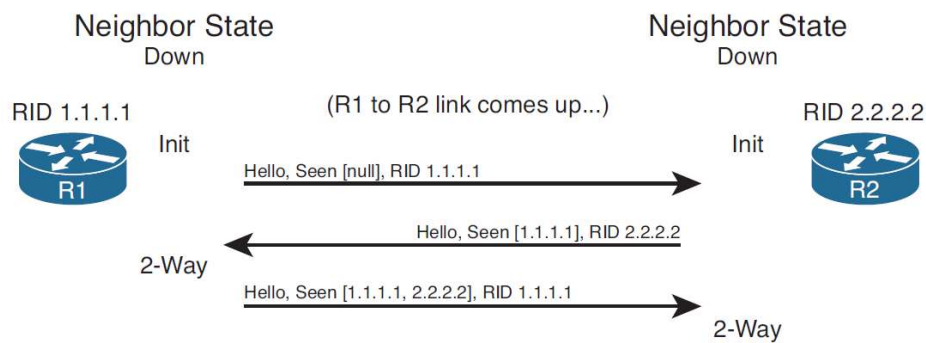 Neighbor State
Neighbor State
Down
Down
(R1 to R2 link comes up...)
RID 1.1.1.1
RID 2.2.2.2
Init
Init
Hello, Seen [null], RID 1.1.1.1
R1
R2
Hello, Seen [1.1.1.1], RID 2.2.2.2
2-Way
Hello, Seen [1.1.1.1, 2.2.2.2], RID 1.1.1.1
2-Way